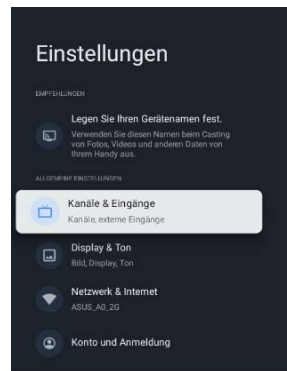 Einstellungen
EMPFEHLUNGEN
Legen Sie Ihren Gerätenamen fest.
Verwenden Sie diesen Namen beim Casting
von Fotos, Videos und anderen Daten von
Ihrem Handy aus.
ALLGEMEINE EINSTELLUNGEN
Kanäle & Eingänge
Kanäle, externe Eingänge
Display & Ton
Bild, Display, Ton
Netzwerk & Internet
ASUS_A0_2G
Konto und Anmeldung